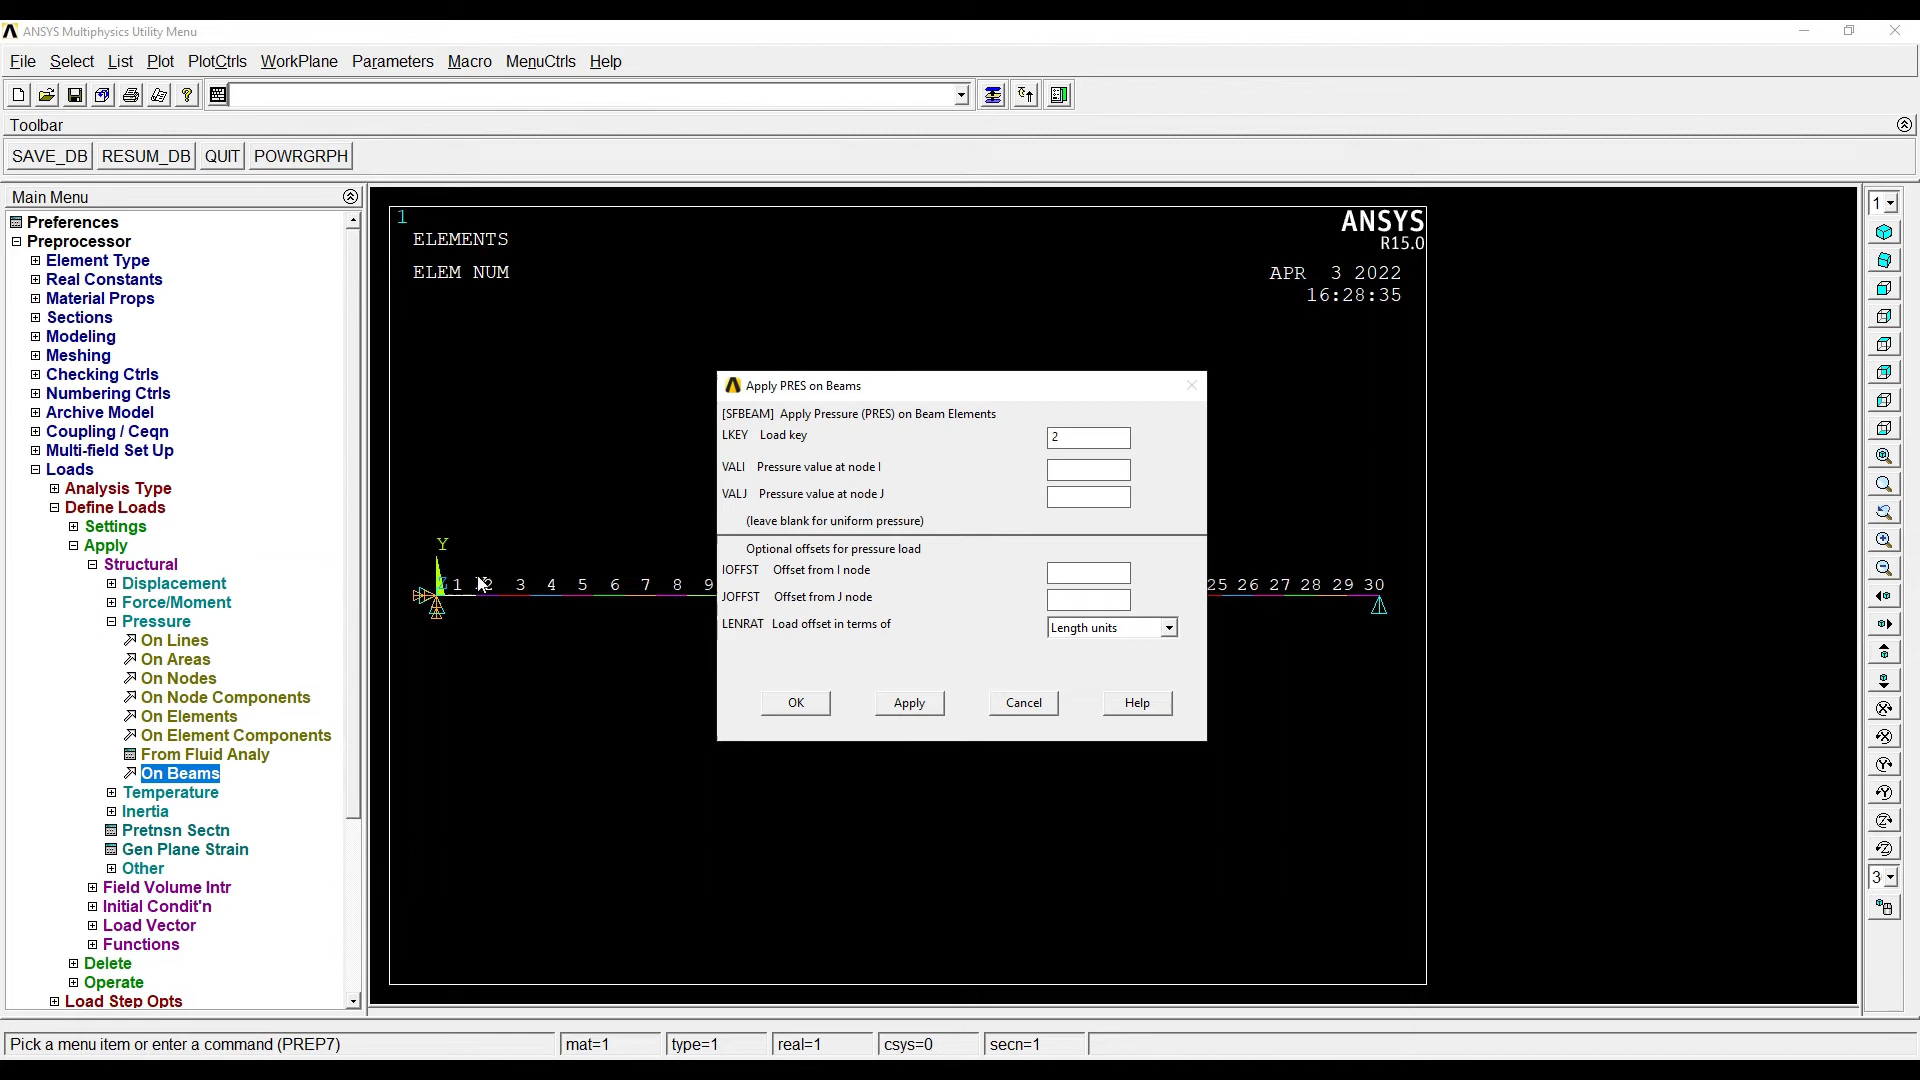 ANSYS Multiphysics Utility Menu
File Select List Plot PlotCtrls WorkPlane Parameters Macro MenuCtrls Help
Toolbar
SAVE_DB RESUM_DB QUIT POWRGRPH
Main Menu
Preferences
Preprocessor
Element Type
Real Constants
Material Props
Sections
Modeling
Meshing
Checking Ctrls
Numbering Ctrls
Archive Model
Coupling / Ceqn
Multi-field Set Up
Loads
Analysis Type
Define Loads
Settings
Apply
Structural
Displacement
Force/Moment
Pressure
On Lines
On Areas
On Nodes
On Node Components
On Elements
On Element Components
From Fluid Analy
On Beams
Temperature
Inertia
Pretnsn Sectn
Gen Plane Strain
Other
Field Volume Intr
Initial Condit'n
Load Vector
Functions
Delete
Operate
Load Step Opts
1
ELEMENTS
ELEM NUM
ANSYS
R15.0
APR 3 2022
16:28:35
Y
1 2 3 4 5 6 7 8 9
25 26 27 28 29 30
Apply PRES on Beams
[SFBEAM] Apply Pressure (PRES) on Beam Elements
LKEY Load key 2
VALI Pressure value at node I
VALJ Pressure value at node J
(leave blank for uniform pressure)
Optional offsets for pressure load
IOFFST Offset from I node
JOFFST Offset from J node
LENRAT Load offset in terms of Length units
OK Apply Cancel Help
1
3
Pick a menu item or enter a command (PREP7) mat=1 type=1 real=1 csys=0 secn=1